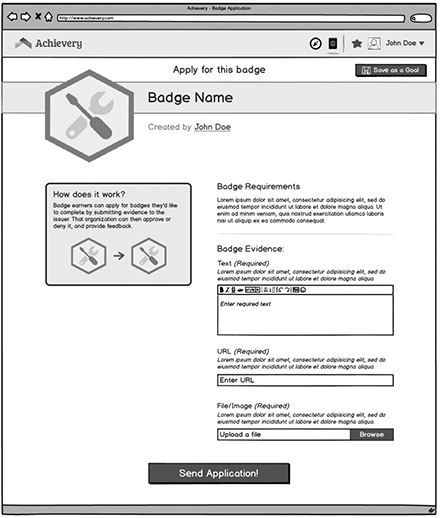 Achievery - Badge Application
http://www.achievery.com
Achievery
John Doe
Apply for this badge
Save as a Goal
Badge Name
Created by John Doe
How does it work?
Badge earners can apply for badges they'd like
to complete by submitting evidence to the
issuer. That organization can then approve or
deny it, and provide feedback.
Badge Requirements
Lorem ipsum dolor sit amet, consectetur adipisicing elit, sed do
eiusmod tempor incididunt ut labore et dolore magna aliqua. Ut
enim ad minim veniam, quis nostrud exercitation ullamco laboris
nisi ut aliquip ex ea commodo consequat.
Badge Evidence:
Text (Required)
Lorem ipsum dolor sit amet, consectetur adipisicing elit, sed do
eiusmod tempor incididunt ut labore et dolore magna aliqua.
B I U abc
Enter required text
URL (Required)
Lorem ipsum dolor sit amet, consectetur adipisicing elit, sed do
eiusmod tempor incididunt ut labore et dolore magna aliqua.
Enter URL
File/Image (Required)
Lorem ipsum dolor sit amet, consectetur adipisicing elit, sed do
eiusmod tempor incididunt ut labore et dolore magna aliqua.
Upload a file
Browse
Send Application!